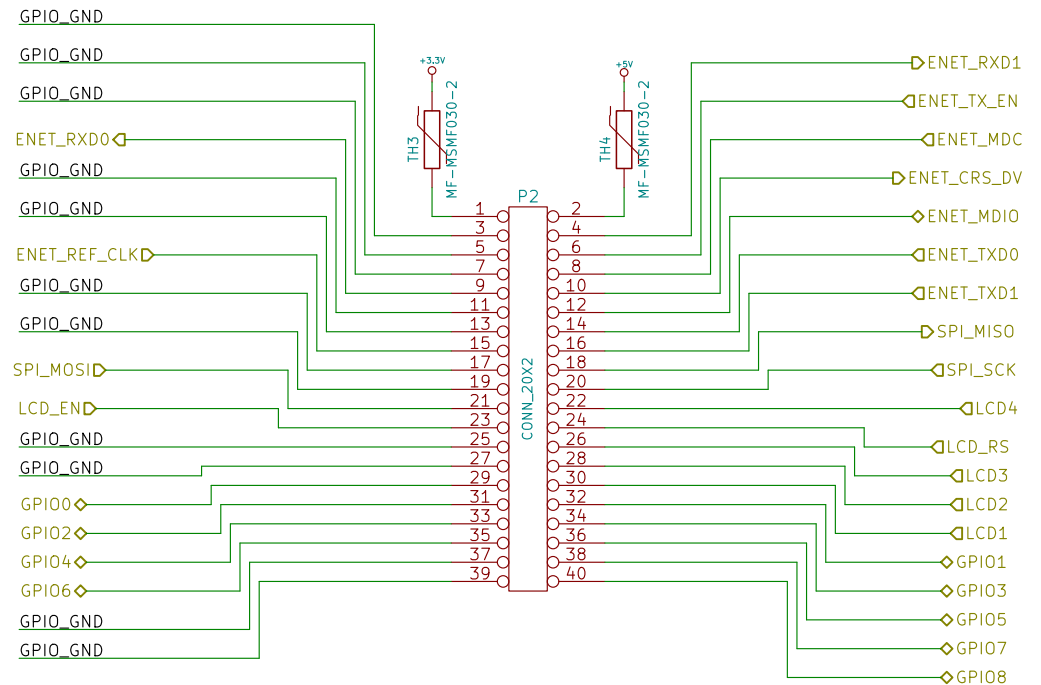 GPIO_GND
GPIO_GND
GPIO_GND
ENET_RXD0
GPIO_GND
GPIO_GND
ENET_REF_CLK
GPIO_GND
GPIO_GND
SPI_MOSI
LCD_EN
GPIO_GND
GPIO_GND
GPIO0
GPIO2
GPIO4
GPIO6
GPIO_GND
GPIO_GND
+3.3V
TH3
MF-MSMF030-2
+5V
TH4
MF-MSMF030-2
P2
CONN_20X2
1 2
3 4
5 6
7 8
9 10
11 12
13 14
15 16
17 18
19 20
21 22
23 24
25 26
27 28
29 30
31 32
33 34
35 36
37 38
39 40
ENET_RXD1
ENET_TX_EN
ENET_MDC
ENET_CRS_DV
ENET_MDIO
ENET_TXD0
ENET_TXD1
SPI_MISO
SPI_SCK
LCD4
LCD_RS
LCD3
LCD2
LCD1
GPIO1
GPIO3
GPIO5
GPIO7
GPIO8